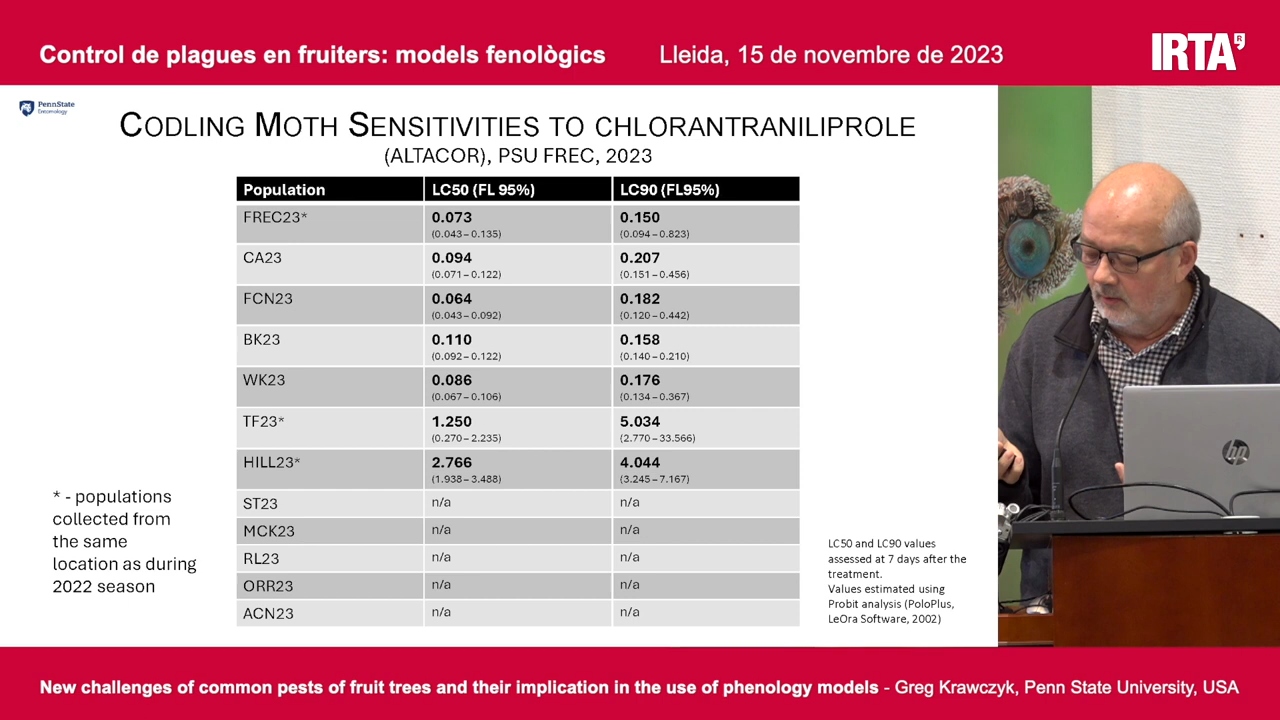 Control de plagues en fruiters: models fenològics Lleida, 15 de novembre de 2023
IRTA
R
PennState
Entomology
CODLING MOTH SENSITIVITIES TO CHLORANTRANILIPROLE
(ALTACOR), PSU FREC, 2023
Population LC50 (FL 95%) LC90 (FL95%)
FREC23* 0.073 0.150
(0.043 – 0.135) (0.094 – 0.823)
CA23 0.094 0.207
(0.071 – 0.122) (0.151 – 0.456)
FCN23 0.064 0.182
(0.043 – 0.092) (0.120 – 0.442)
BK23 0.110 0.158
(0.092 – 0.122) (0.140 – 0.210)
WK23 0.086 0.176
(0.067 – 0.106) (0.134 – 0.367)
TF23* 1.250 5.034
(0.270 – 2.235) (2.770 – 33.566)
HILL23* 2.766 4.044
(1.938 – 3.488) (3.245 – 7.167)
ST23 n/a n/a
MCK23 n/a n/a
RL23 n/a n/a
ORR23 n/a n/a
ACN23 n/a n/a
* - populations
collected from
the same
location as during
2022 season
LC50 and LC90 values
assessed at 7 days after the
treatment.
Values estimated using
Probit analysis (PoloPlus,
LeOra Software, 2002)
hp
New challenges of common pests of fruit trees and their implication in the use of phenology models - Greg Krawczyk, Penn State University, USA